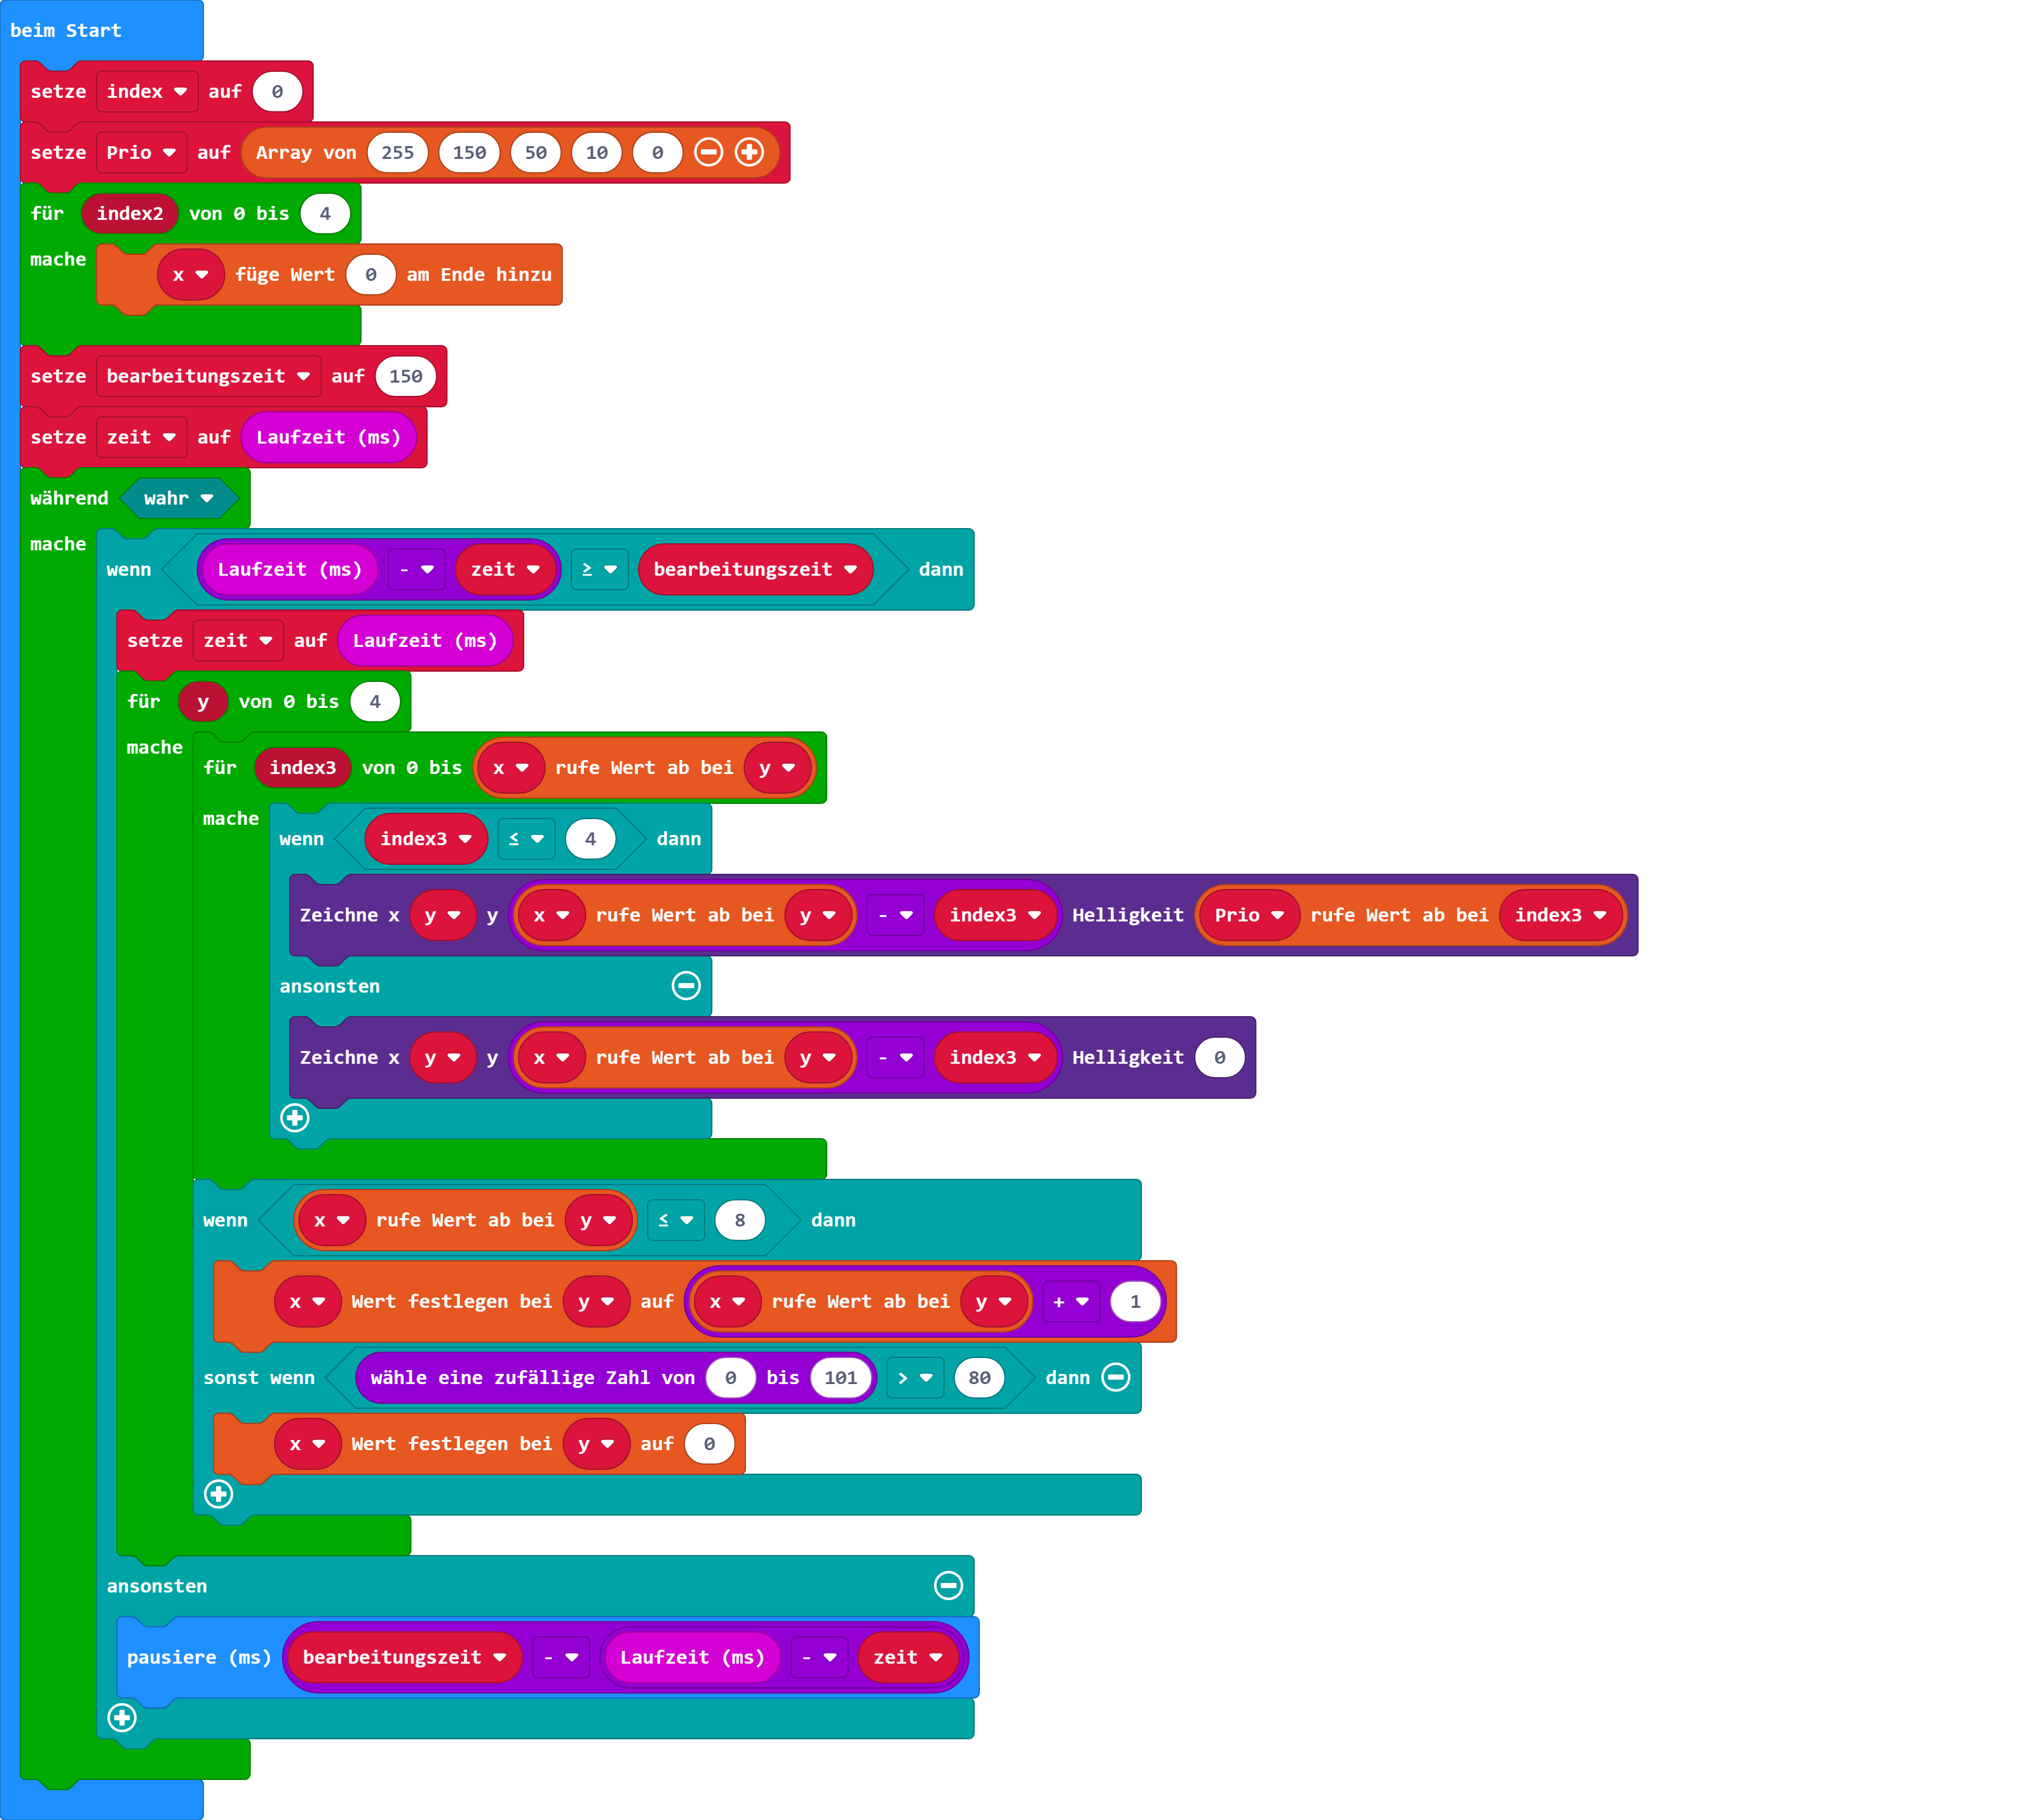 beim Start
setze index auf 0
setze Prio auf Array von 255 150 50 10 0
für index2 von 0 bis 4
mache
x füge Wert 0 am Ende hinzu
setze bearbeitungszeit auf 150
setze zeit auf Laufzeit (ms)
während wahr
mache
wenn Laufzeit (ms) - zeit ≥ bearbeitungszeit dann
setze zeit auf Laufzeit (ms)
für y von 0 bis 4
mache
für index3 von 0 bis x rufe Wert ab bei y
mache
wenn index3 ≤ 4 dann
Zeichne x y y x rufe Wert ab bei y - index3 Helligkeit Prio rufe Wert ab bei index3
ansonsten
Zeichne x y y x rufe Wert ab bei y - index3 Helligkeit 0
wenn x rufe Wert ab bei y ≤ 8 dann
x Wert festlegen bei y auf x rufe Wert ab bei y + 1
sonst wenn wähle eine zufällige Zahl von 0 bis 101 > 80 dann
x Wert festlegen bei y auf 0
ansonsten
pausiere (ms) bearbeitungszeit - Laufzeit (ms) - zeit